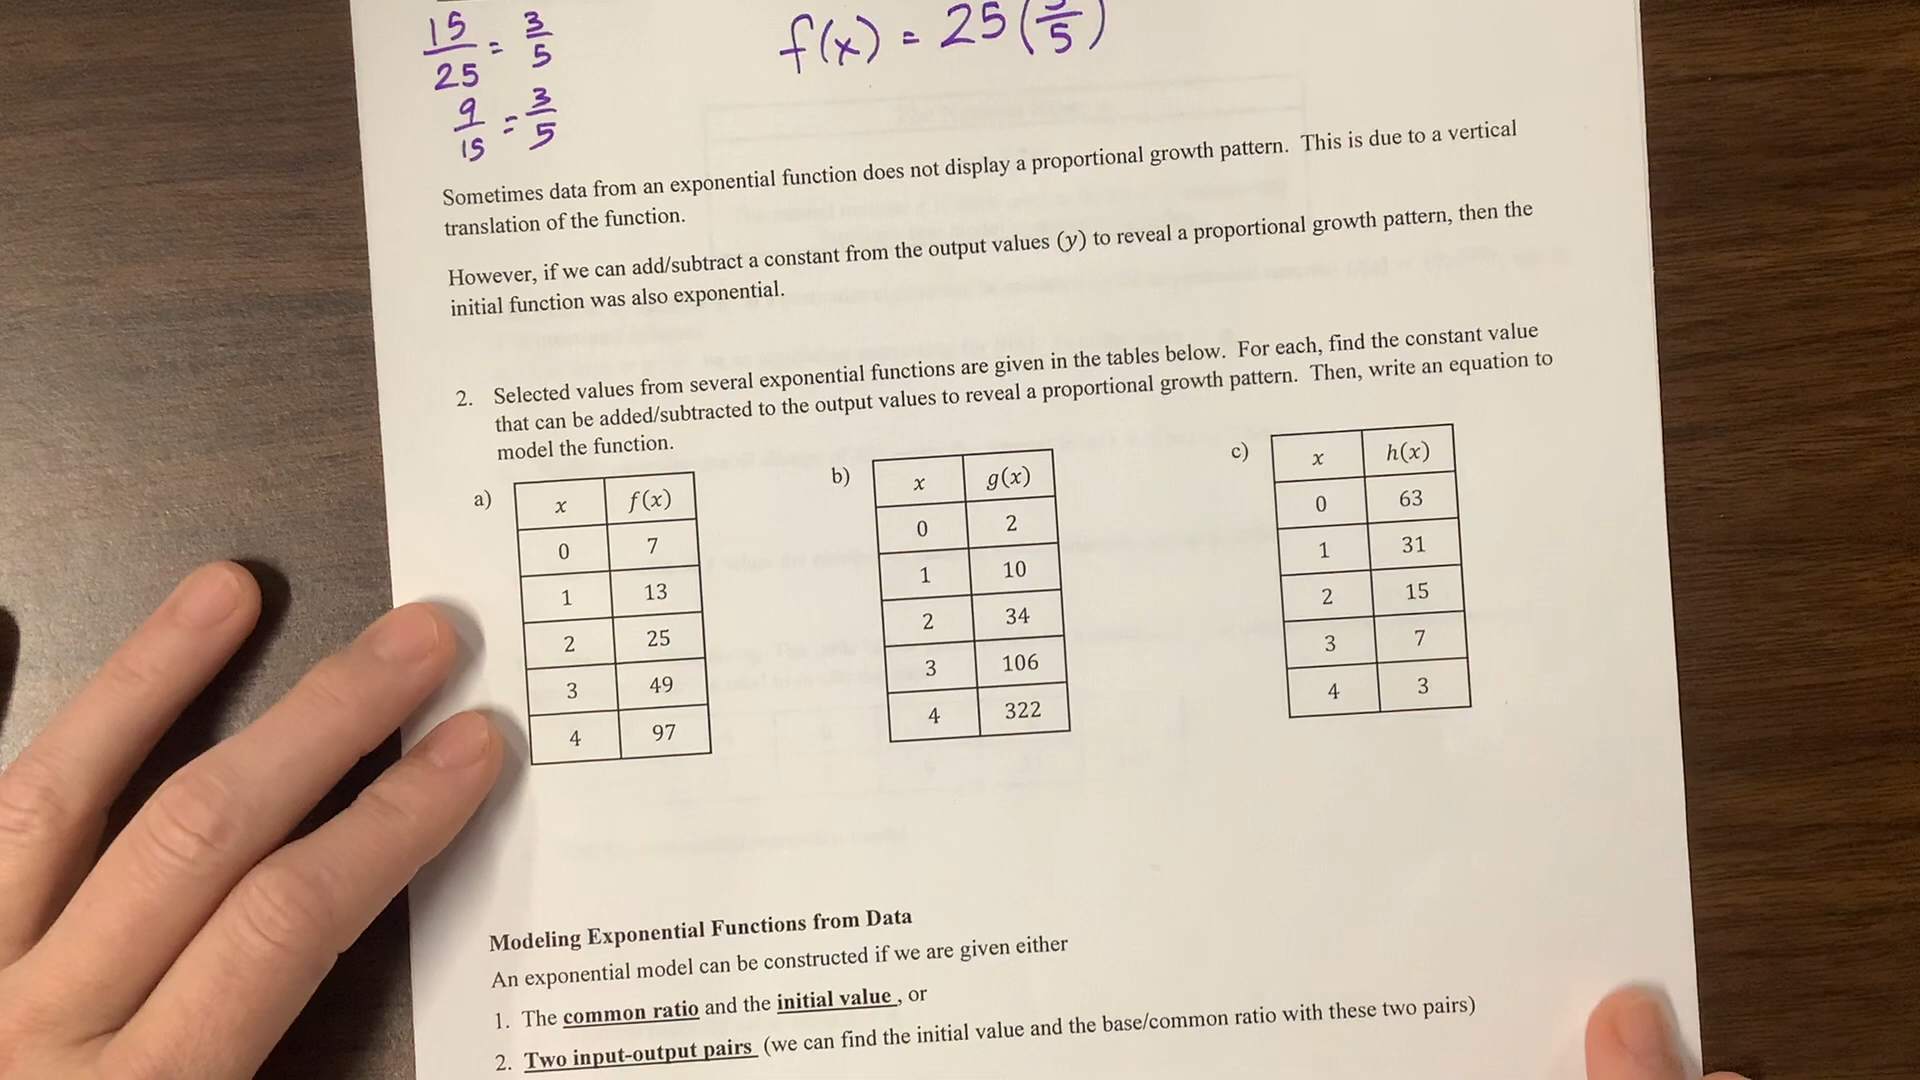 15/25 = 3/5
f(x) = 25(3/5)
9/15 = 3/5
Sometimes data from an exponential function does not display a proportional growth pattern. This is due to a vertical
translation of the function.
However, if we can add/subtract a constant from the output values (y) to reveal a proportional growth pattern, then the
initial function was also exponential.
2. Selected values from several exponential functions are given in the tables below. For each, find the constant value
that can be added/subtracted to the output values to reveal a proportional growth pattern. Then, write an equation to
model the function.
a)
x f(x)
0 7
1 13
2 25
3 49
4 97
b)
x g(x)
0 2
1 10
2 34
3 106
4 322
c)
x h(x)
0 63
1 31
2 15
3 7
4 3
Modeling Exponential Functions from Data
An exponential model can be constructed if we are given either
1. The common ratio and the initial value, or
2. Two input-output pairs (we can find the initial value and the base/common ratio with these two pairs)